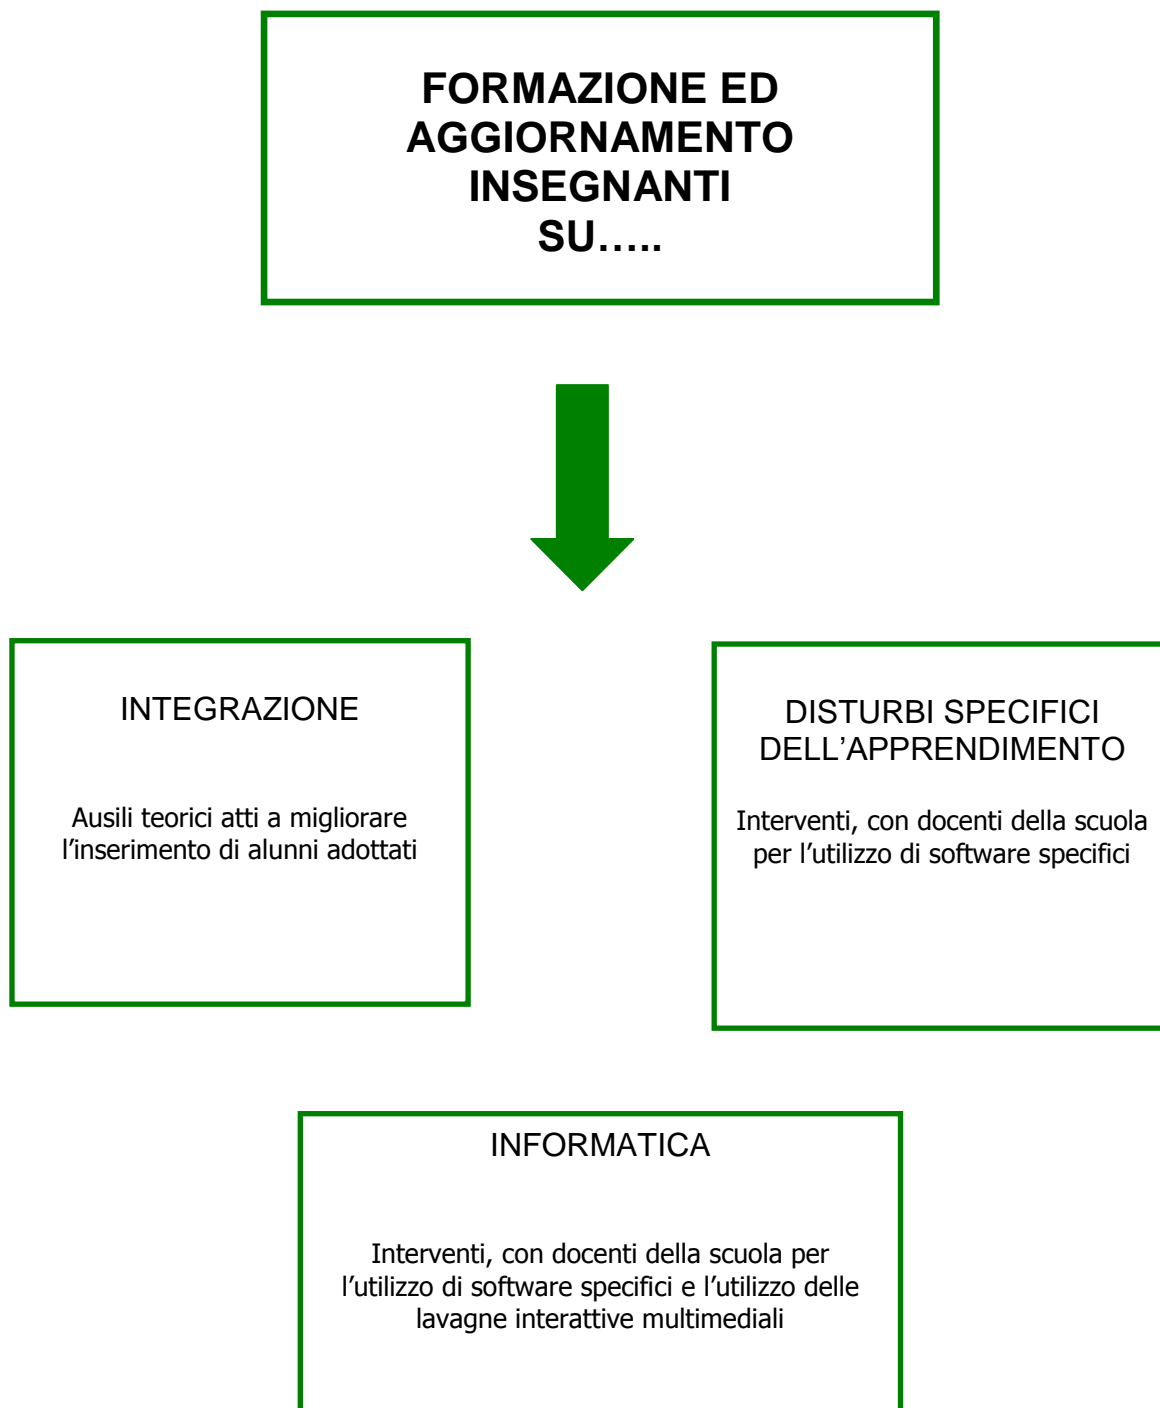 FORMAZIONE ED
AGGIORNAMENTO
INSEGNANTI
SU…..
INTEGRAZIONE
Ausili teorici atti a migliorare
l’inserimento di alunni adottati
DISTURBI SPECIFICI
DELL’APPRENDIMENTO
Interventi, con docenti della scuola
per l’utilizzo di software specifici
INFORMATICA
Interventi, con docenti della scuola per
l’utilizzo di software specifici e l’utilizzo delle
lavagne interattive multimediali